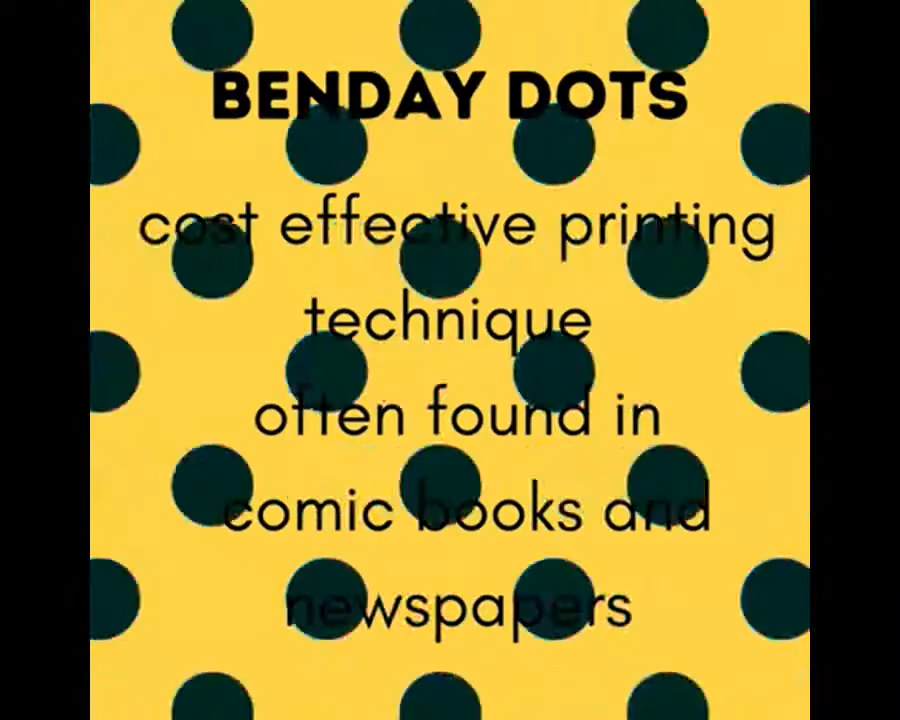 BENDAY DOTS
cost effective printing
technique
often found in
comic books and
newspapers